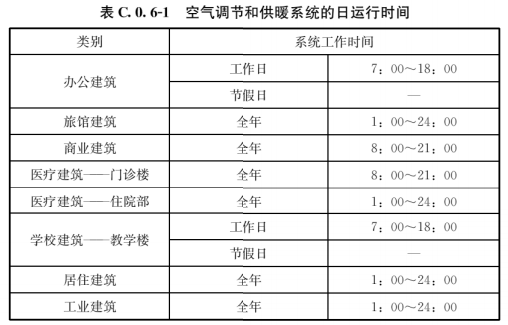 表 C. 0. 6-1 空气调节和供暖系统的日运行时间
类别 系统工作时间
办公建筑 工作日 7：00～18：00
节假日 —
旅馆建筑 全年 1：00～24：00
商业建筑 全年 8：00～21：00
医疗建筑——门诊楼 全年 8：00～21：00
医疗建筑——住院部 全年 1：00～24：00
学校建筑——教学楼 工作日 7：00～18：00
节假日 —
居住建筑 全年 1：00～24：00
工业建筑 全年 1：00～24：00